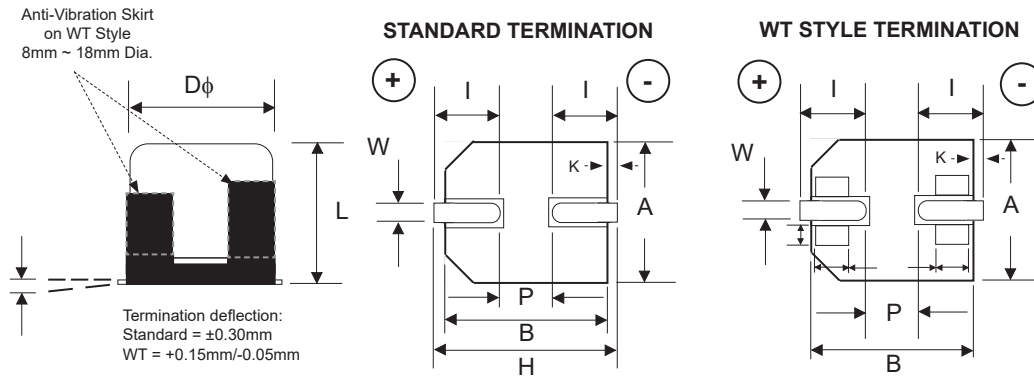 Anti-Vibration Skirt
on WT Style
8mm ~ 18mm Dia.
Dϕ
L
Termination deflection:
Standard = ±0.30mm
WT = +0.15mm/-0.05mm
STANDARD TERMINATION
+
-
I
I
W
K
A
P
B
H
WT STYLE TERMINATION
+
-
I
I
W
K
A
P
B